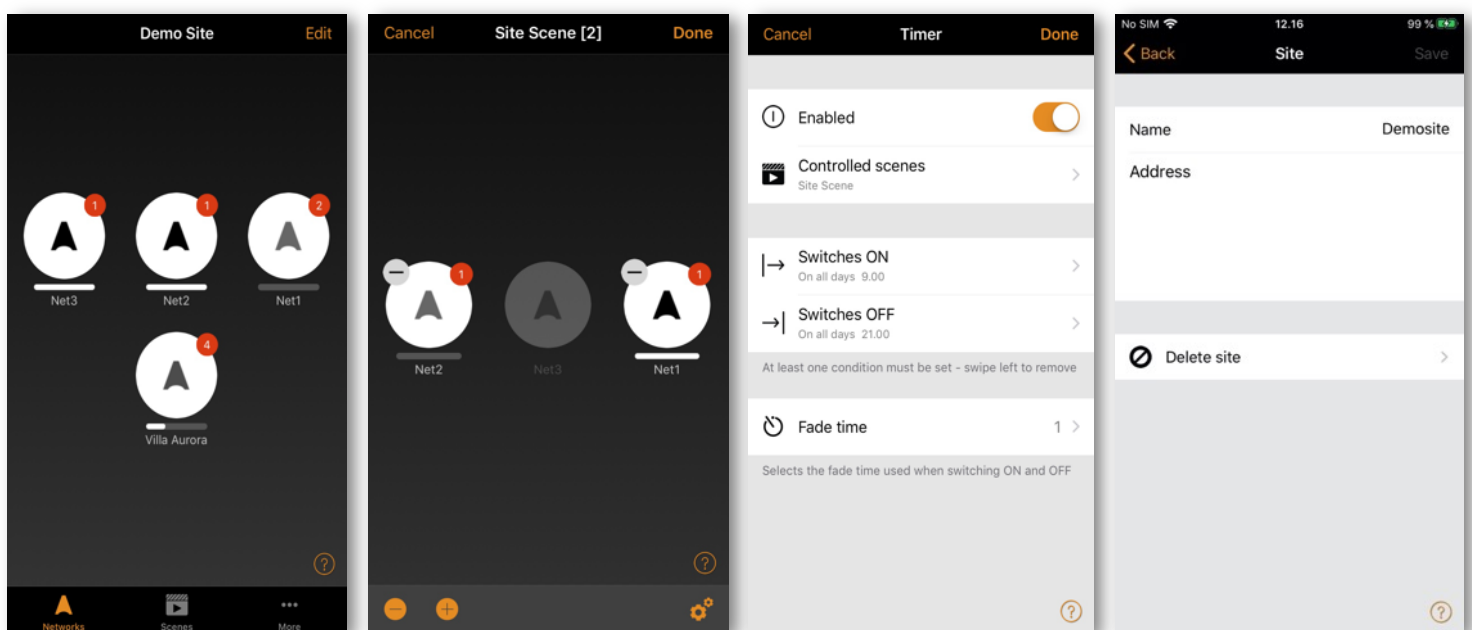 Demo Site
Edit
1
1
2
Net3
Net2
Net1
4
Villa Aurora
?
Networks
Scenes
More
Cancel
Site Scene [2]
Done
1
1
Net2
Net3
Net1
?
Cancel
Timer
Done
Enabled
Controlled scenes
Site Scene
Switches ON
On all days 9.00
Switches OFF
On all days 21.00
At least one condition must be set - swipe left to remove
Fade time
1
Selects the fade time used when switching ON and OFF
?
No SIM
12.16
99 %
Back
Site
Save
Name
Demosite
Address
Delete site
?